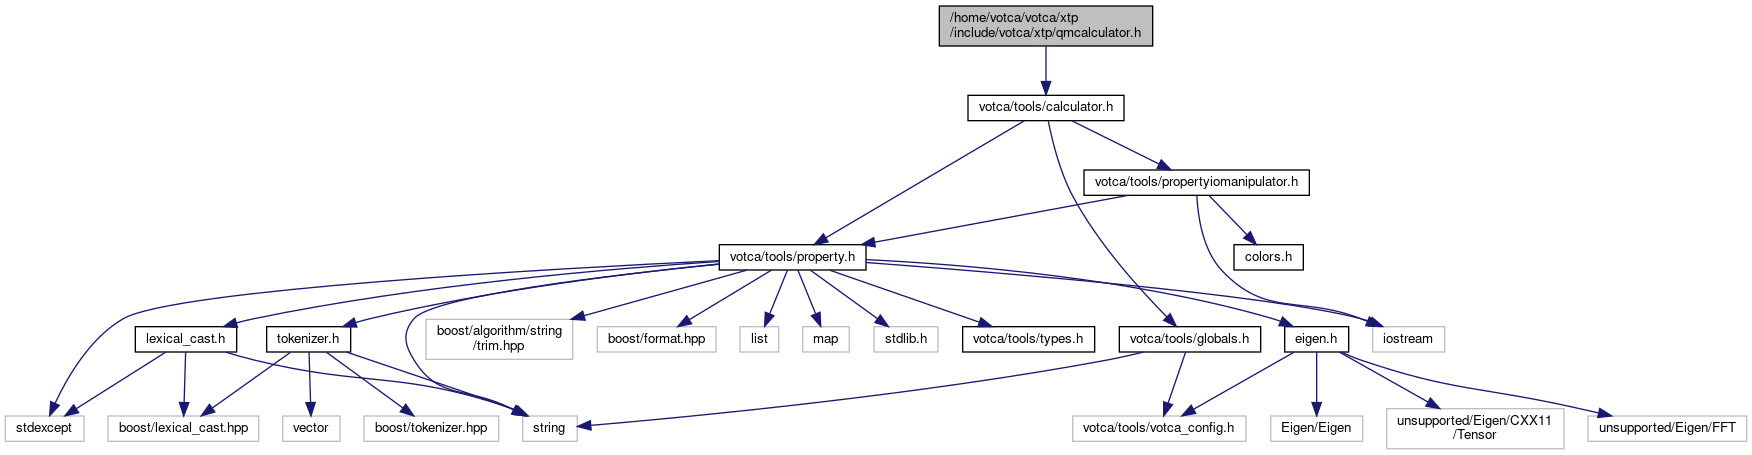 /home/votca/votca/xtp
/include/votca/xtp/qmcalculator.h
votca/tools/calculator.h
votca/tools/propertyiomanipulator.h
votca/tools/property.h
colors.h
lexical_cast.h
tokenizer.h
boost/algorithm/string
/trim.hpp
boost/format.hpp
list
map
stdlib.h
votca/tools/types.h
votca/tools/globals.h
eigen.h
iostream
stdexcept
boost/lexical_cast.hpp
vector
boost/tokenizer.hpp
string
votca/tools/votca_config.h
Eigen/Eigen
unsupported/Eigen/CXX11
/Tensor
unsupported/Eigen/FFT